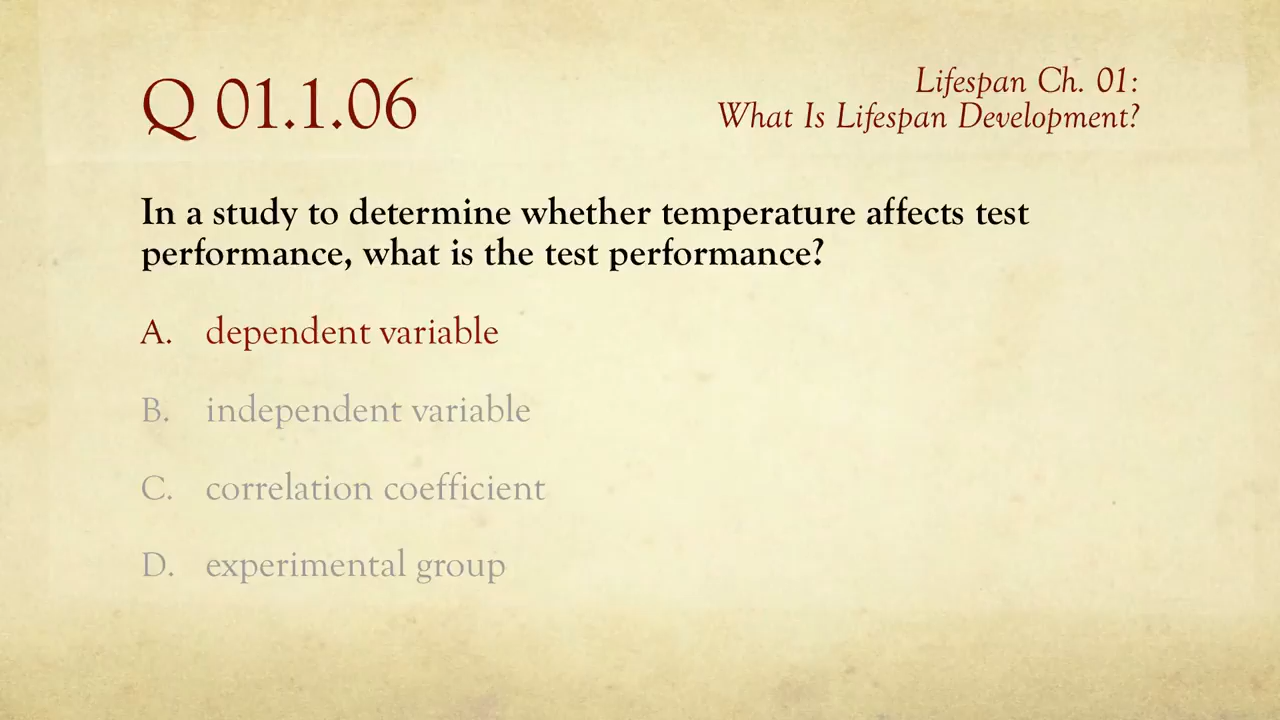 Q 01.1.06
Lifespan Ch. 01:
What Is Lifespan Development?
In a study to determine whether temperature affects test
performance, what is the test performance?
A. dependent variable
B. independent variable
C. correlation coefficient
D. experimental group